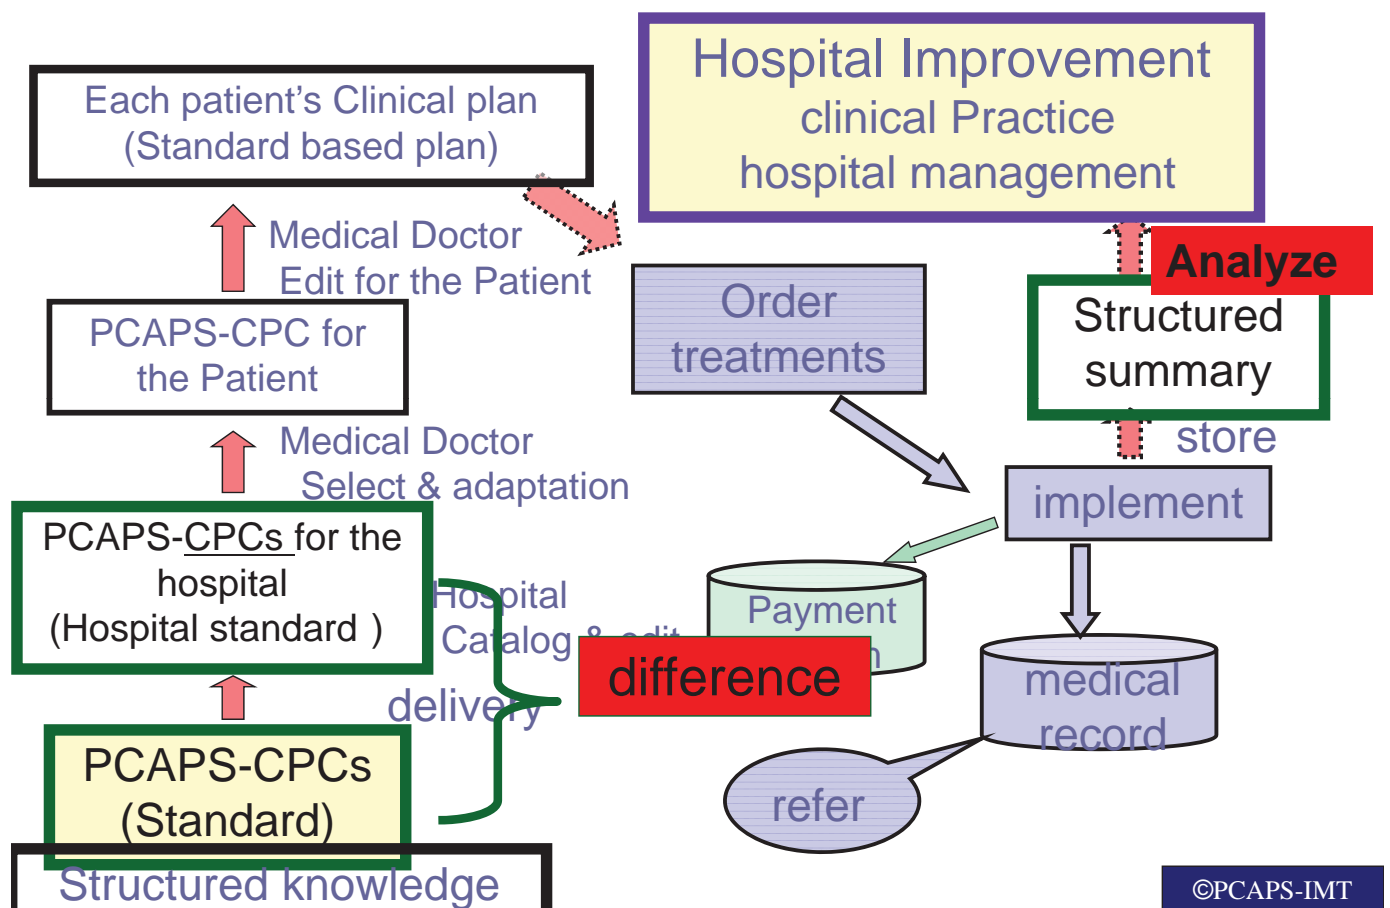 Hospital Improvement
clinical Practice
hospital management
Each patient's Clinical plan
(Standard based plan)
Medical Doctor
Edit for the Patient
Order
treatments
Analyze
Structured
summary
PCAPS-CPC for
the Patient
store
Medical Doctor
Select & adaptation
implement
PCAPS-CPCs for the
hospital
(Hospital standard )
Hospital
Catalog & edit
Payment
difference
delivery
medical
record
PCAPS-CPCs
(Standard)
refer
Structured knowledge
©PCAPS-IMT